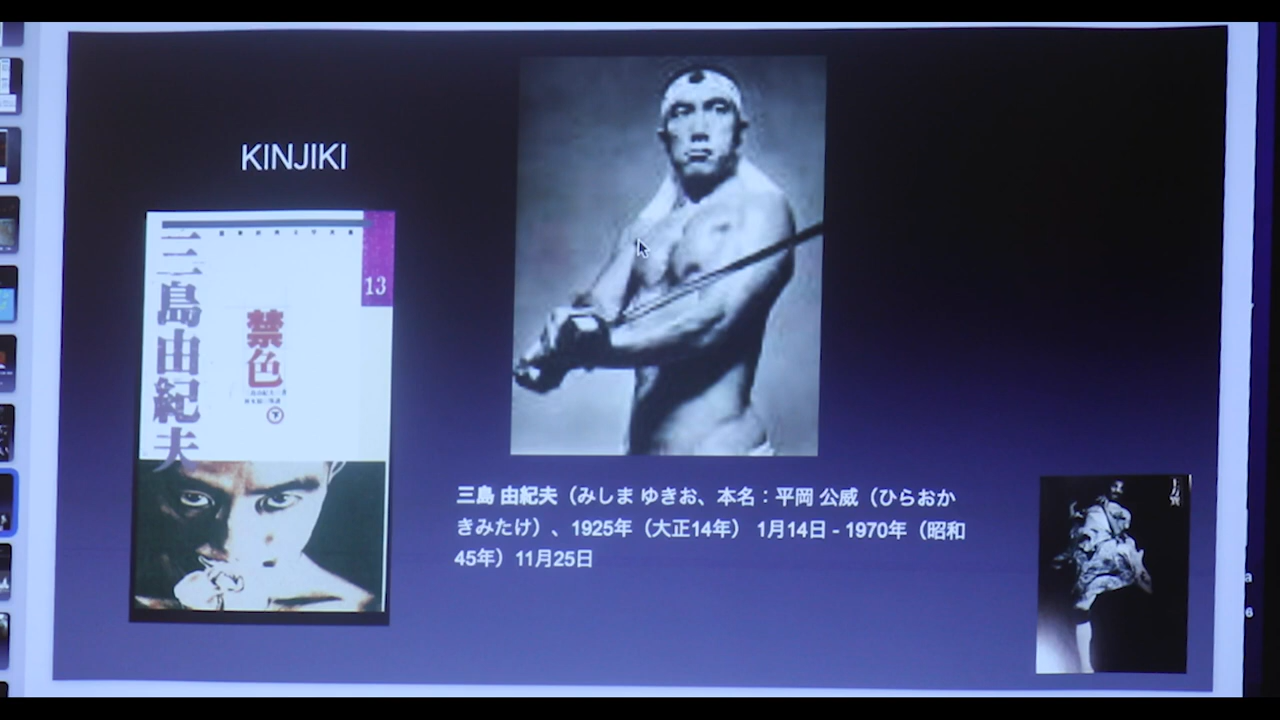 KINJIKI
三島由紀夫
13
禁色
下
三島 由紀夫（みしま ゆきお、本名：平岡 公威（ひらおか
きみたけ）、1925年（大正14年） 1月14日 - 1970年（昭和
45年）11月25日
a
6